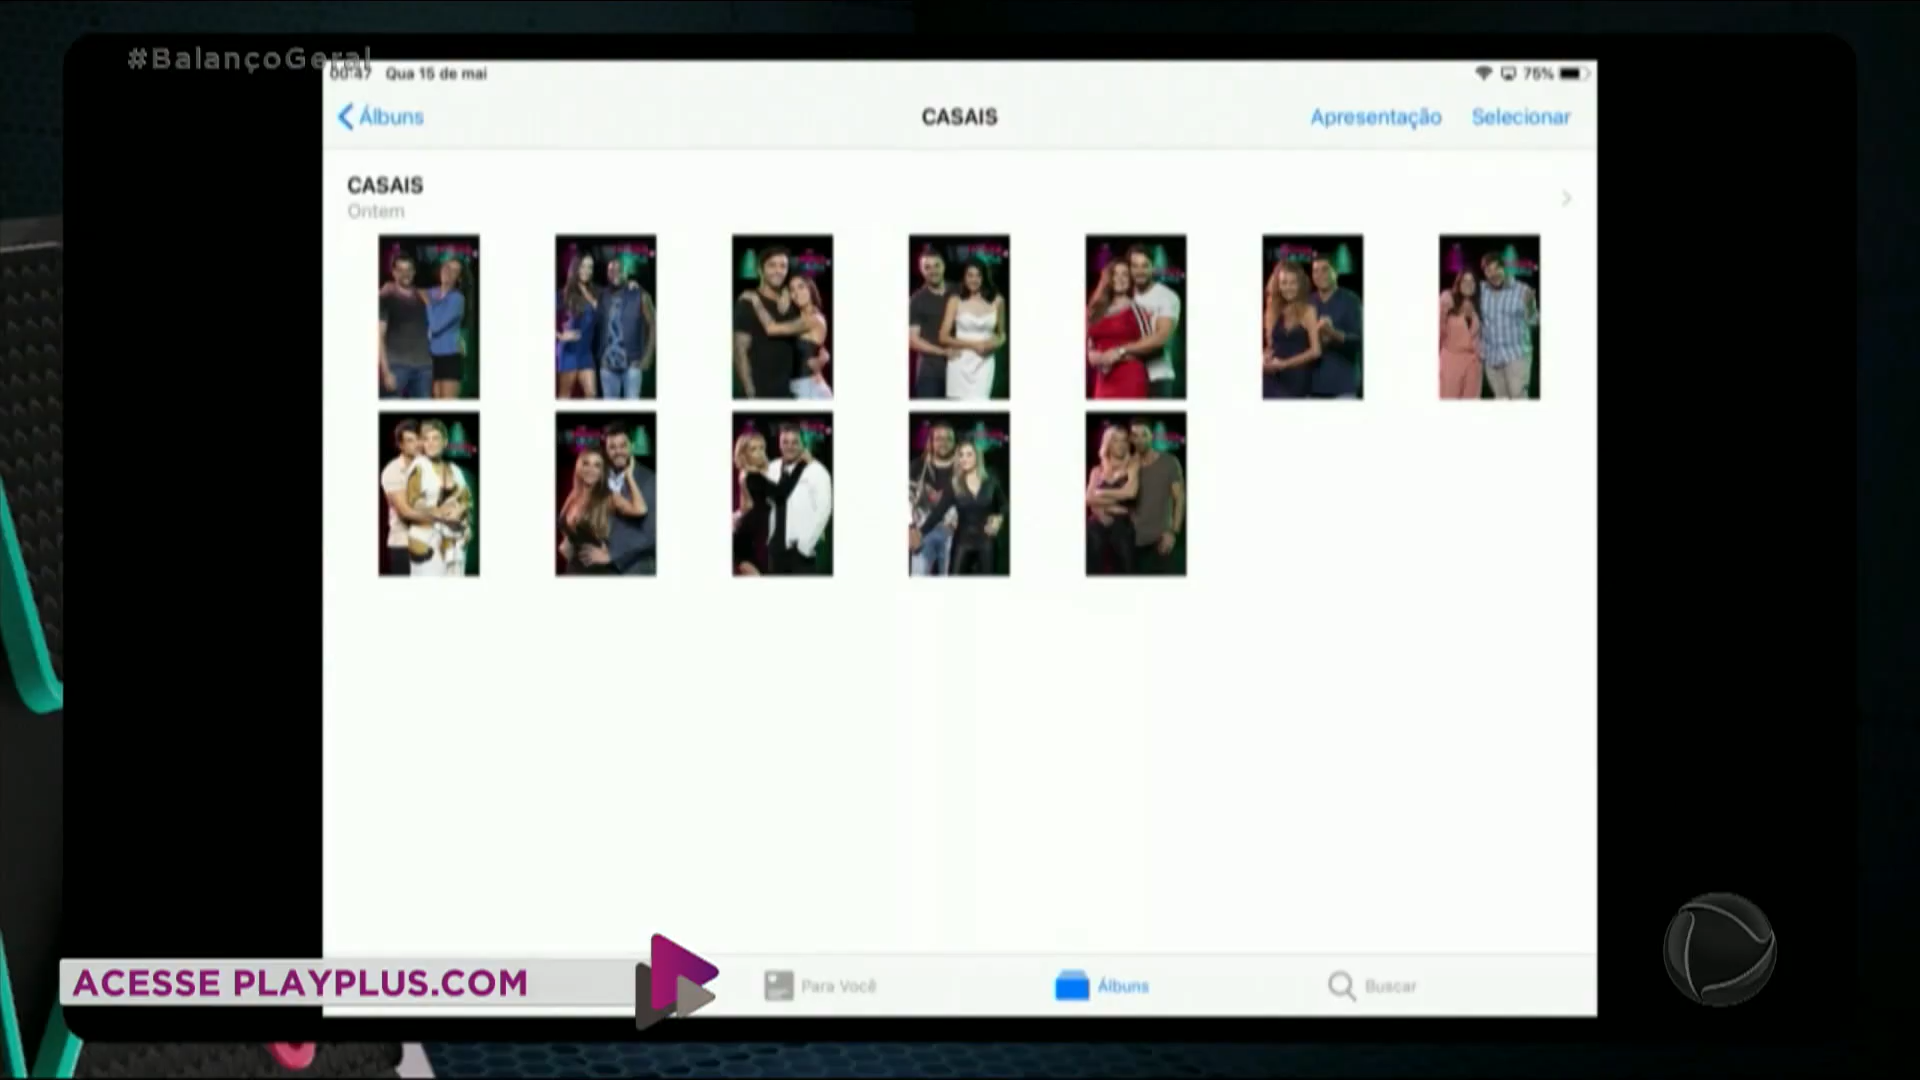 #BalançoGeral
00:47 Qua 15 de mai
75%
Álbuns
CASAIS
Apresentação
Selecionar
CASAIS
Ontem
ACESSE PLAYPLUS.COM
Para Você
Álbuns
Buscar